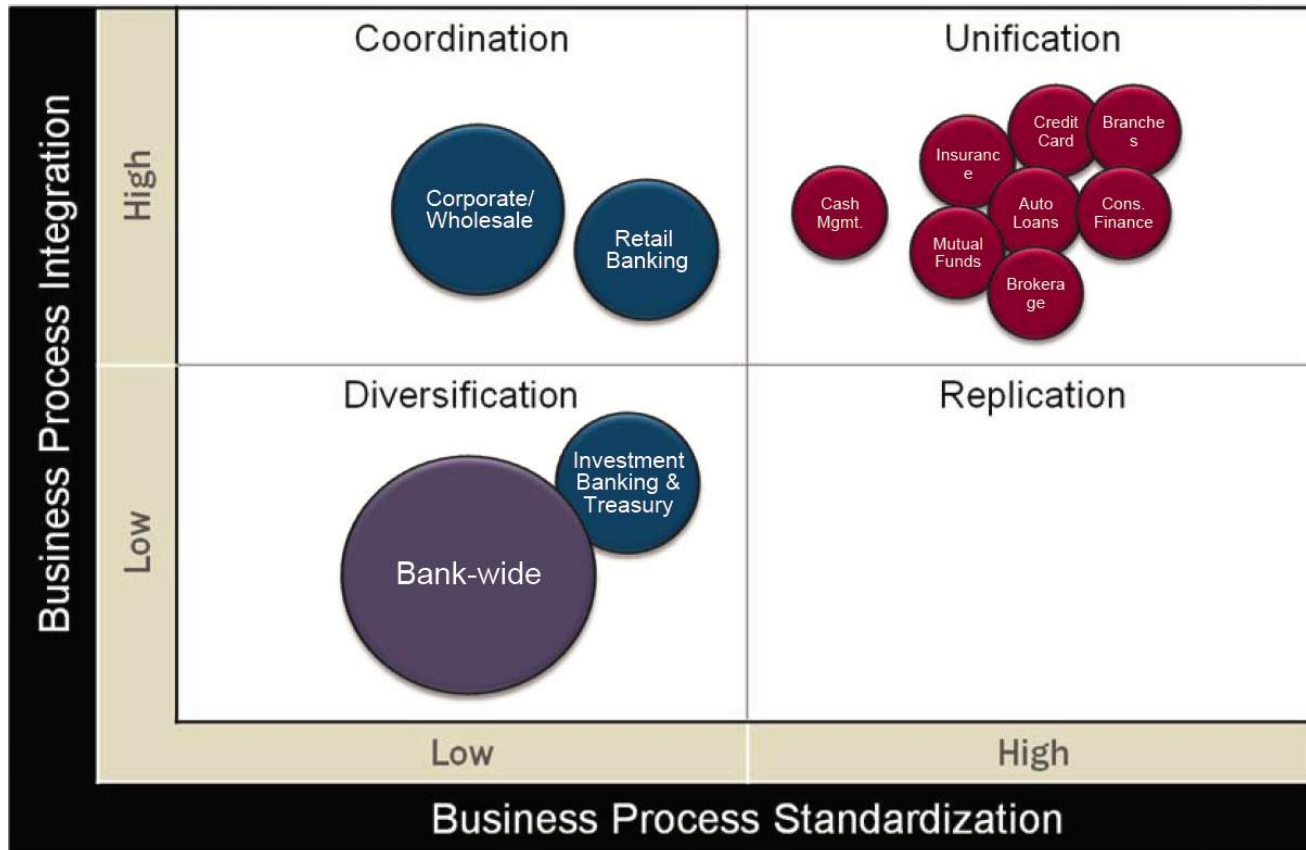 Coordination
Unification
Corporate/
Wholesale
Retail
Banking
Cash
Mgmt.
Insuranc
e
Credit
Card
Branche
s
Mutual
Funds
Auto
Loans
Cons.
Finance
Brokera
ge
Diversification
Replication
Investment
Banking &
Treasury
Bank-wide
Business Process Integration
High
Low
Low
High
Business Process Standardization